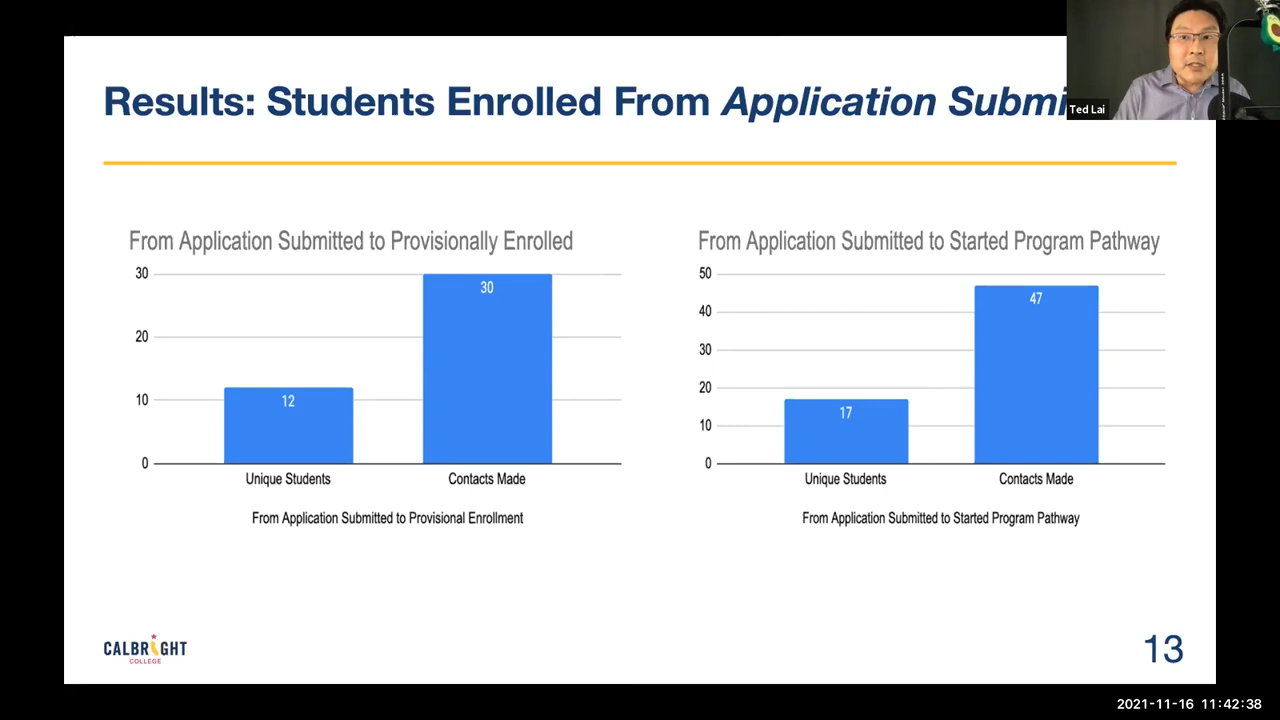 Results: Students Enrolled From Application Submi
Ted Lai
From Application Submitted to Provisionally Enrolled
30
20
10
0
30
12
Unique Students
Contacts Made
From Application Submitted to Provisional Enrollment
From Application Submitted to Started Program Pathway
50
40
30
20
10
0
47
17
Unique Students
Contacts Made
From Application Submitted to Started Program Pathway
CALBRIGHT
COLLEGE
13
2021-11-16 11:42:38